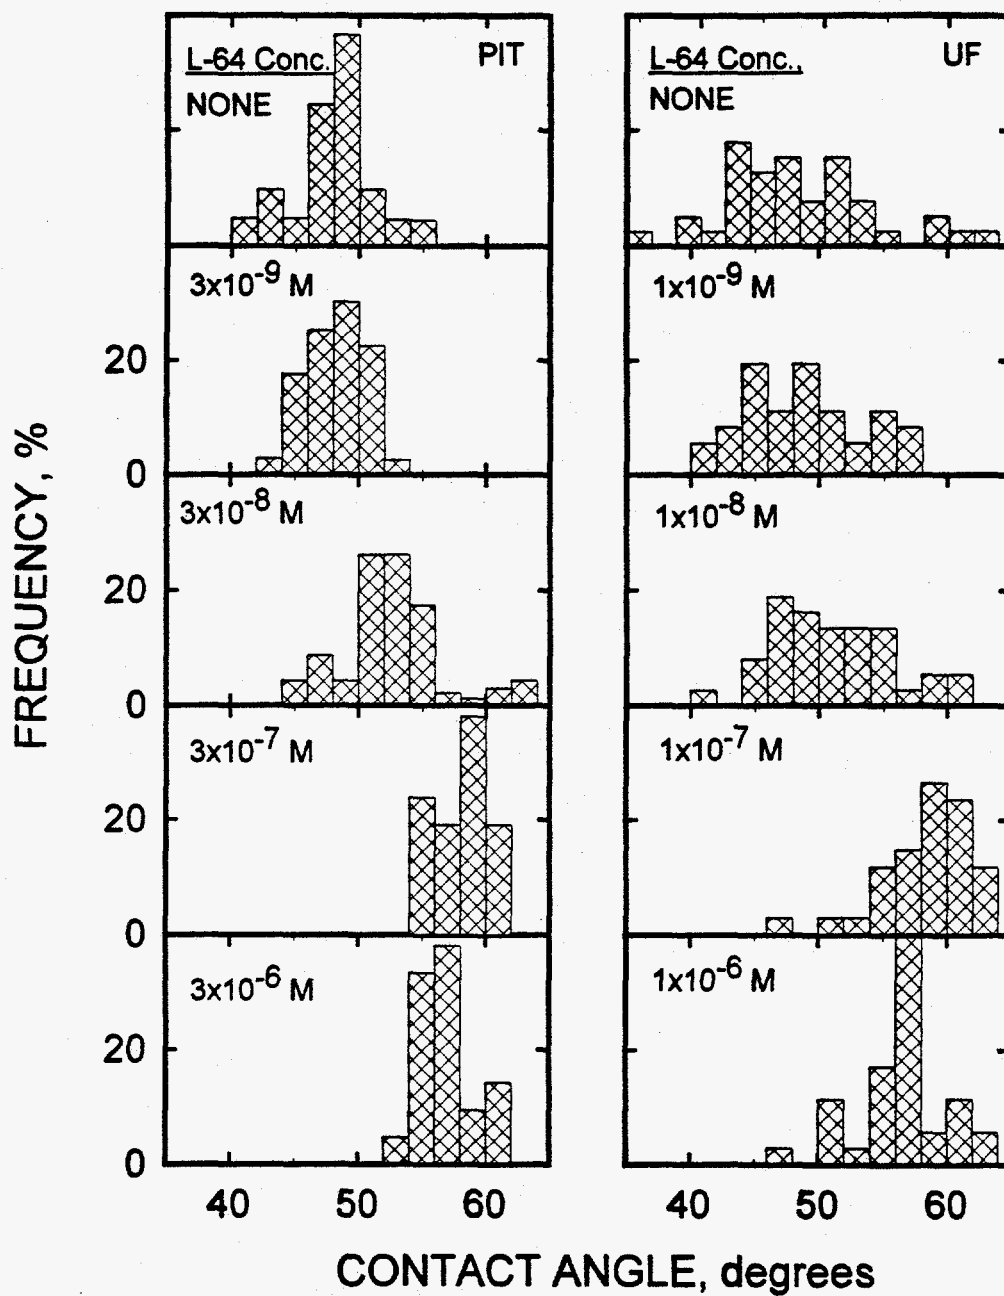 L-64 Conc. PIT
NONE
L-64 Conc., UF
NONE
3x10⁻⁹ M
1x10⁻⁹ M
20
0
3x10⁻⁸ M
1x10⁻⁸ M
20
0
3x10⁻⁷ M
1x10⁻⁷ M
20
0
3x10⁻⁶ M
1x10⁻⁶ M
20
0
FREQUENCY, %
40 50 60 40 50 60
CONTACT ANGLE, degrees